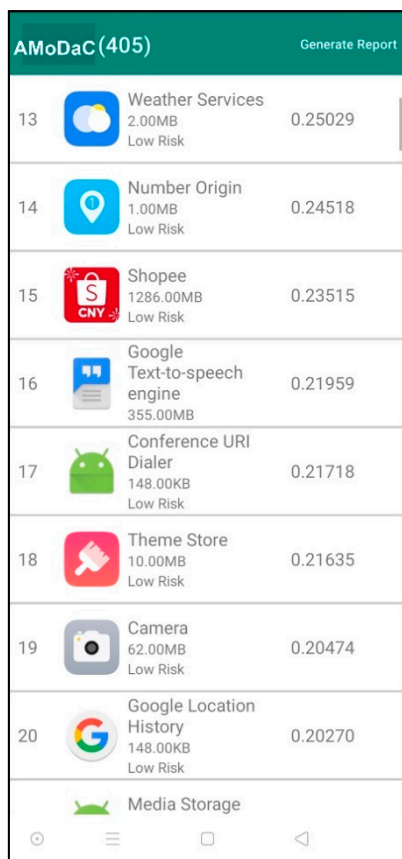 AMoDaC (405)
Generate Report
13
Weather Services
2.00MB
Low Risk
0.25029
14
1
Number Origin
1.00MB
Low Risk
0.24518
15
S
CNY
Shopee
1286.00MB
Low Risk
0.23515
16
Google
Text-to-speech
engine
355.00MB
0.21959
17
Conference URI
Dialer
148.00KB
Low Risk
0.21718
18
Theme Store
10.00MB
Low Risk
0.21635
19
Camera
62.00MB
Low Risk
0.20474
20
G
Google Location
History
148.00KB
Low Risk
0.20270
Media Storage